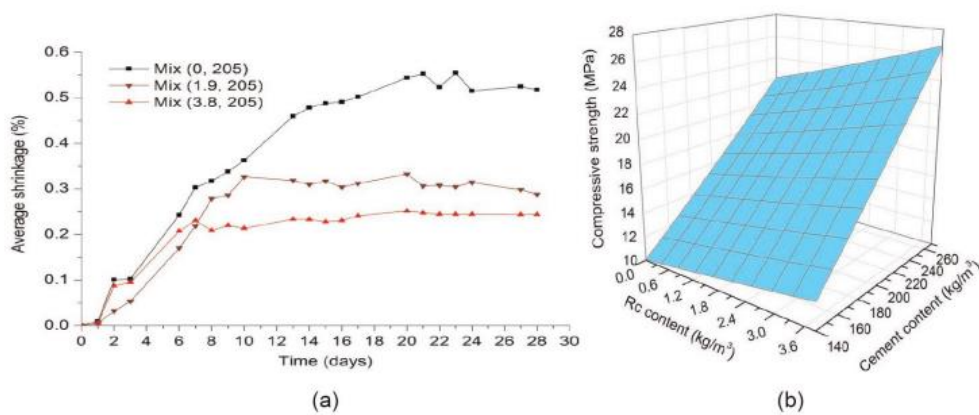 0.6
0.5
0.4
0.3
0.2
0.1
0.0
Average shrinkage (%)
Mix (0, 205)
Mix (1.9, 205)
Mix (3.8, 205)
0 2 4 6 8 10 12 14 16 18 20 22 24 26 28 30
Time (days)
(a)
(b)
28
26
24
22
20
18
16
14
12
10
Compressive strength (MPa)
0.0 0.6 1.2 1.8 2.4 3.0 3.6
Rc content (kg/m³)
140 160 180 200 220 240 260
Cement content (kg/m³)